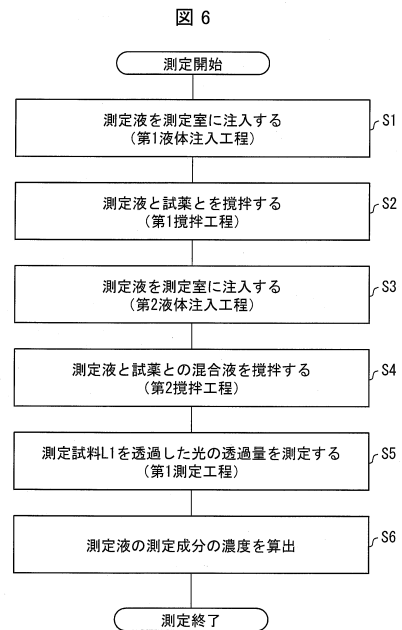 図 6
測定開始
測定液を測定室に注入する
(第1液体注入工程)
S1
測定液と試薬とを撹拌する
(第1撹拌工程)
S2
測定液を測定室に注入する
(第2液体注入工程)
S3
測定液と試薬との混合液を撹拌する
(第2撹拌工程)
S4
測定試料L1を透過した光の透過量を測定する
(第1測定工程)
S5
測定液の測定成分の濃度を算出
S6
測定終了